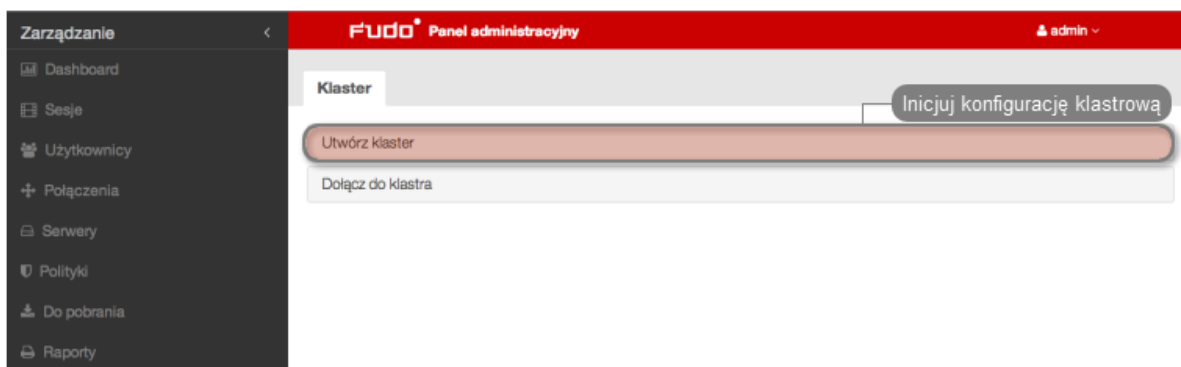 Zarządzanie
Dashboard
Sesje
Użytkownicy
Połączenia
Serwery
Polityki
Do pobrania
Raporty
FUDO Panel administracyjny
admin
Klaster
Inicjuj konfigurację klastrową
Utwórz klaster
Dołącz do klastra